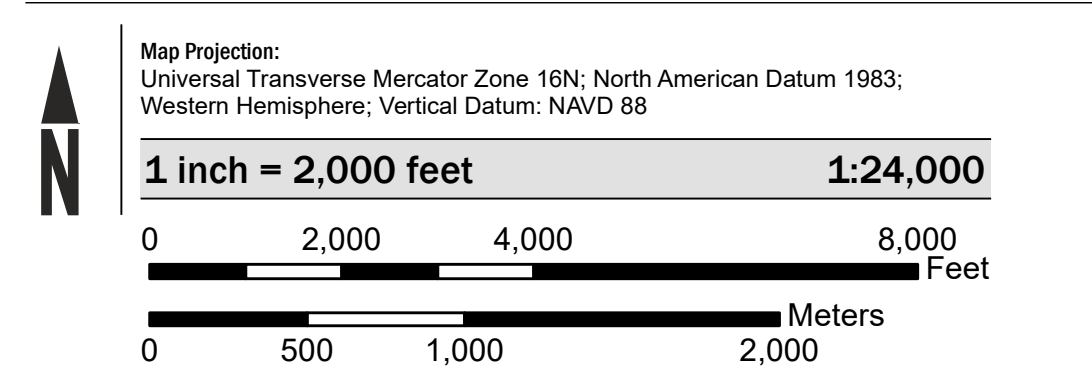 Map Projection:
Universal Transverse Mercator Zone 16N; North American Datum 1983;
Western Hemisphere; Vertical Datum: NAVD 88
N
1 inch = 2,000 feet 1:24,000
0 2,000 4,000 8,000
Feet
Meters
0 500 1,000 2,000